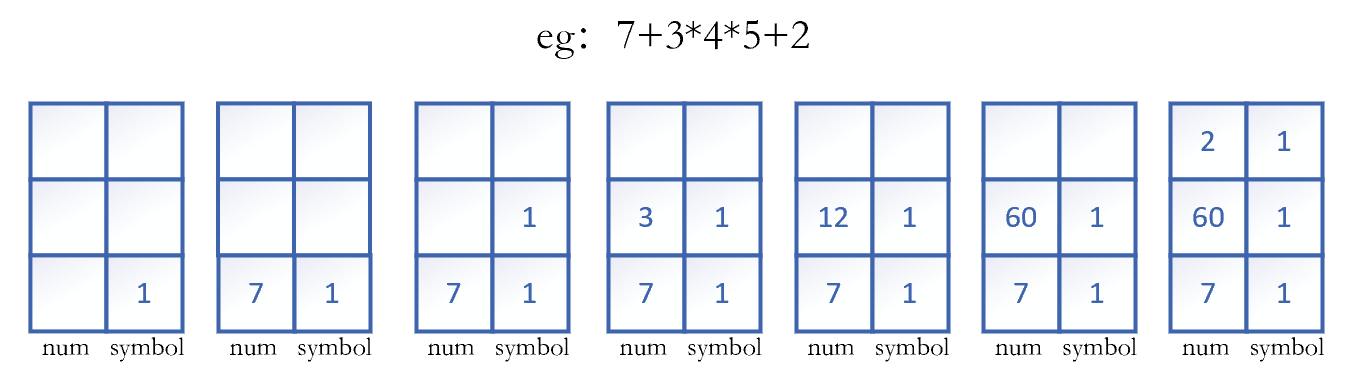 eg: 7+3*4*5+2
2 1
1 3 1 12 1 60 1 60 1
1 7 1 7 1 7 1 7 1 7 1 7 1
num symbol num symbol num symbol num symbol num symbol num symbol num symbol